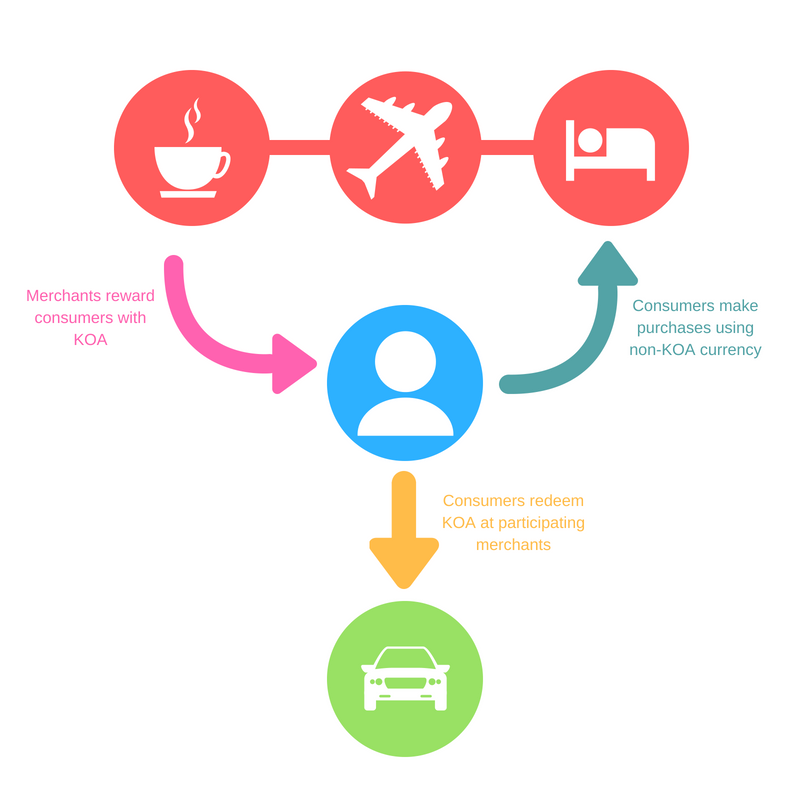 Merchants reward
consumers with
KOA
Consumers make
purchases using
non-KOA currency
Consumers redeem
KOA at participating
merchants